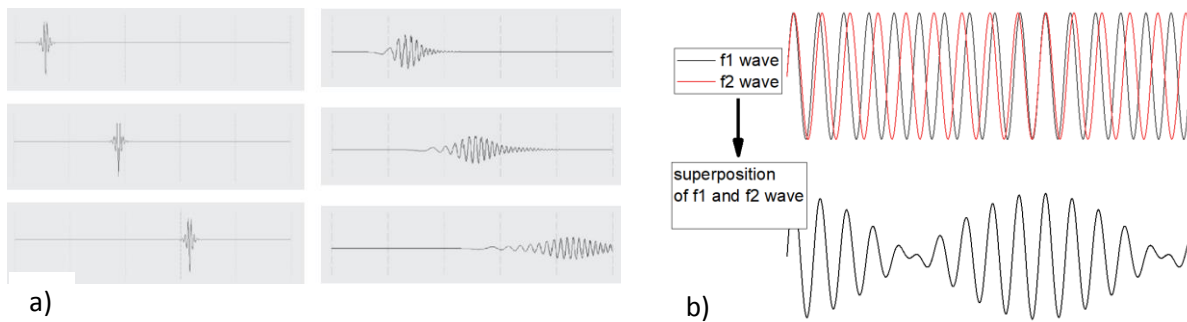 f1 wave
f2 wave
superposition
of f1 and f2 wave
a)
b)